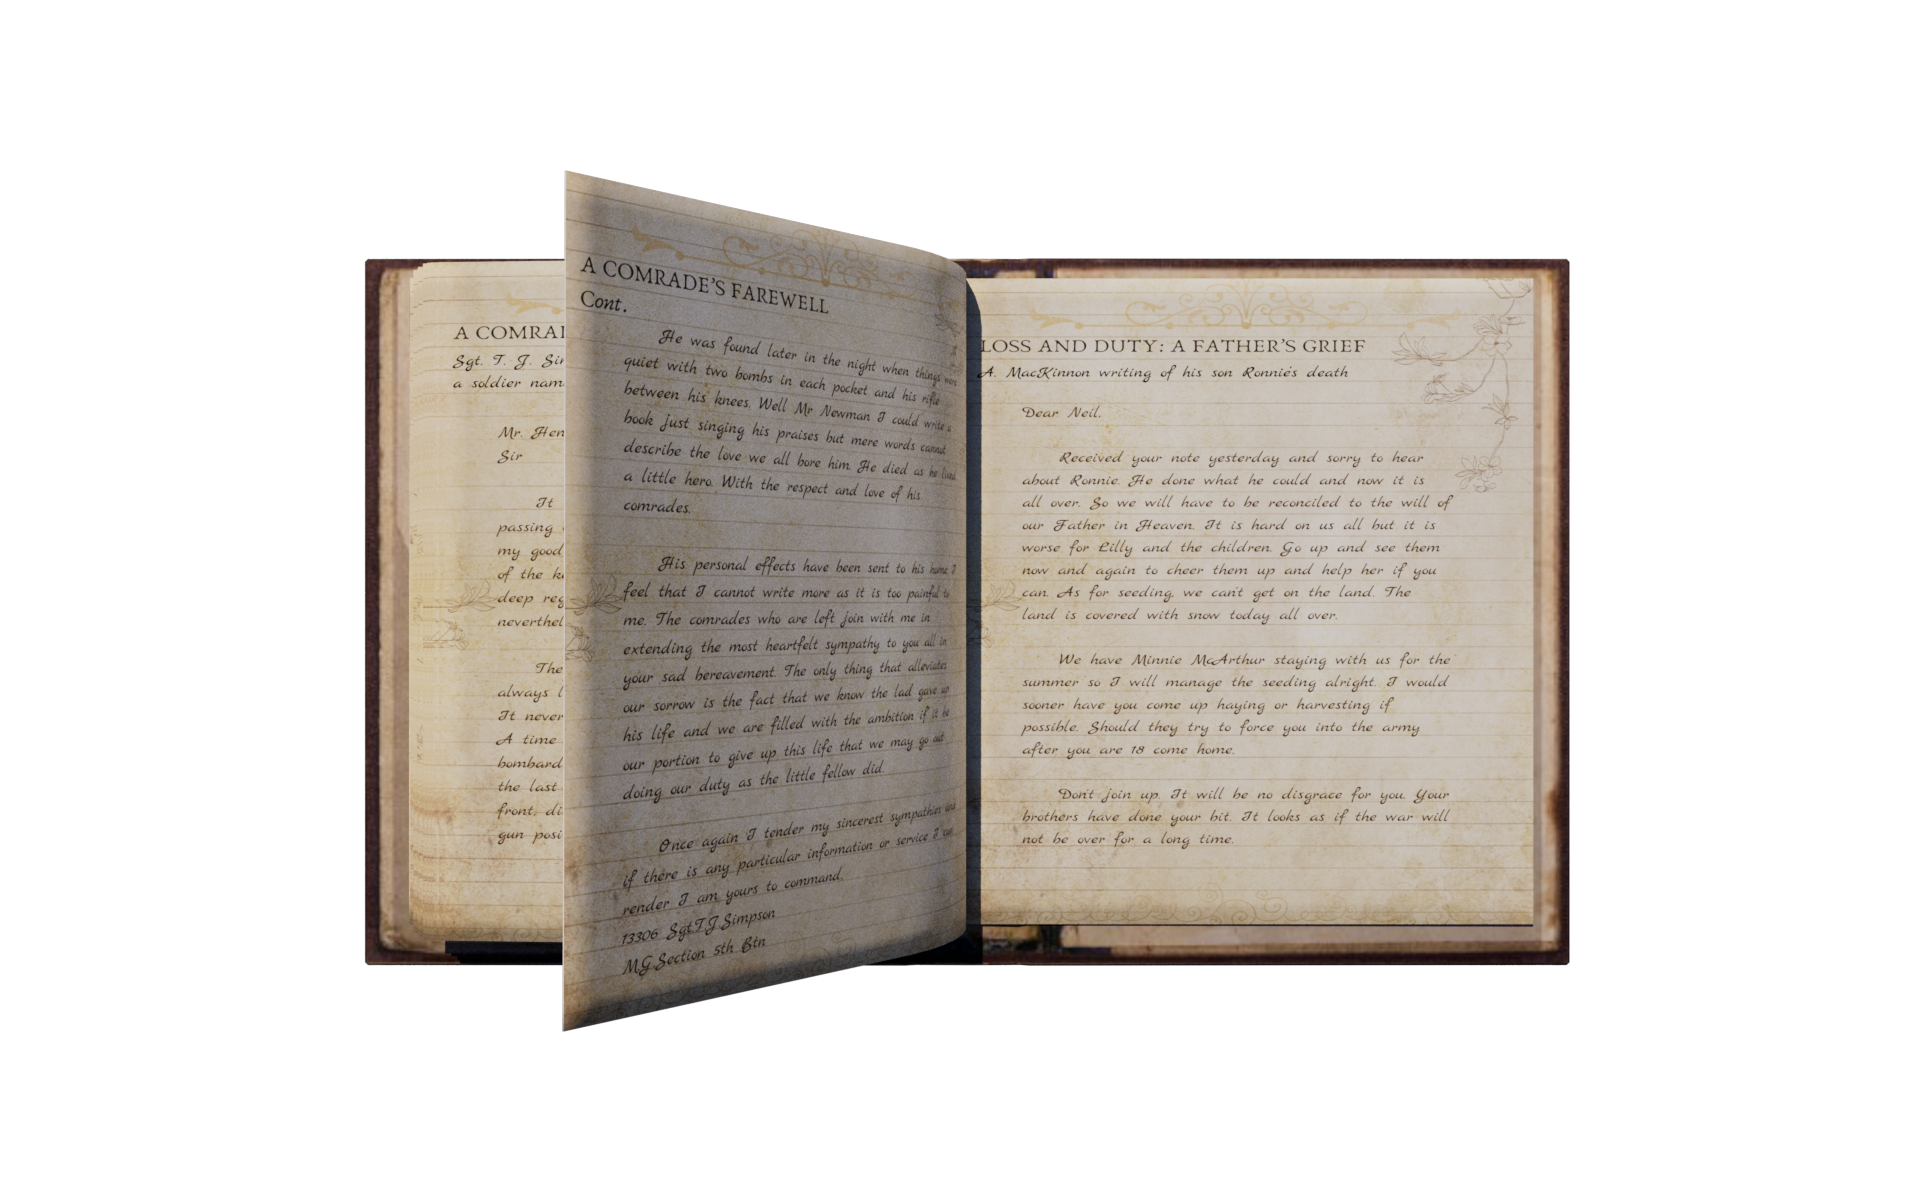 A COMRA
Sgt. T. J. Si
a soldier nam
Mr. Hen
Sir
It
passing
my good
of the k
deep reg
neverthel
The
always l
It never
A time
bombard
the last
front, di
gun posi
A COMRADE'S FAREWELL
Cont.
He was found later in the night when things were
quiet with two bombs in each pocket and his rifle
between his knees. Well Mr Newman I could write a
book just singing his praises but mere words cannot
describe the love we all bore him. He died as he lived
a little hero. With the respect and love of his
comrades.
His personal effects have been sent to his home. I
feel that I cannot write more as it is too painful to
me. The comrades who are left join with me in
extending the most heartfelt sympathy to you all in
your sad bereavement. The only thing that alleviates
our sorrow is the fact that we know the lad gave up
his life and we are filled with the ambition if it be
our portion to give up this life that we may go out
doing our duty as the little fellow did.
Once again I tender my sincerest sympathies and
if there is any particular information or service I can
render I am yours to command.
13306 Sgt T J Simpson
M.G Section 5th Btn
LOSS AND DUTY: A FATHER'S GRIEF
A. MacKinnon writing of his son Ronnie's death
Dear Neil,
Received your note yesterday and sorry to hear
about Ronnie. He done what he could and now it is
all over. So we will have to be reconciled to the will of
our Father in Heaven. It is hard on us all but it is
worse for Lilly and the children. Go up and see them
now and again to cheer them up and help her if you
can. As for seeding, we can't get on the land. The
land is covered with snow today all over.
We have Minnie McArthur staying with us for the
summer so I will manage the seeding alright. I would
sooner have you come up haying or harvesting if
possible. Should they try to force you into the army
after you are 18 come home.
Don't join up. It will be no disgrace for you. Your
brothers have done your bit. It looks as if the war will
not be over for a long time.